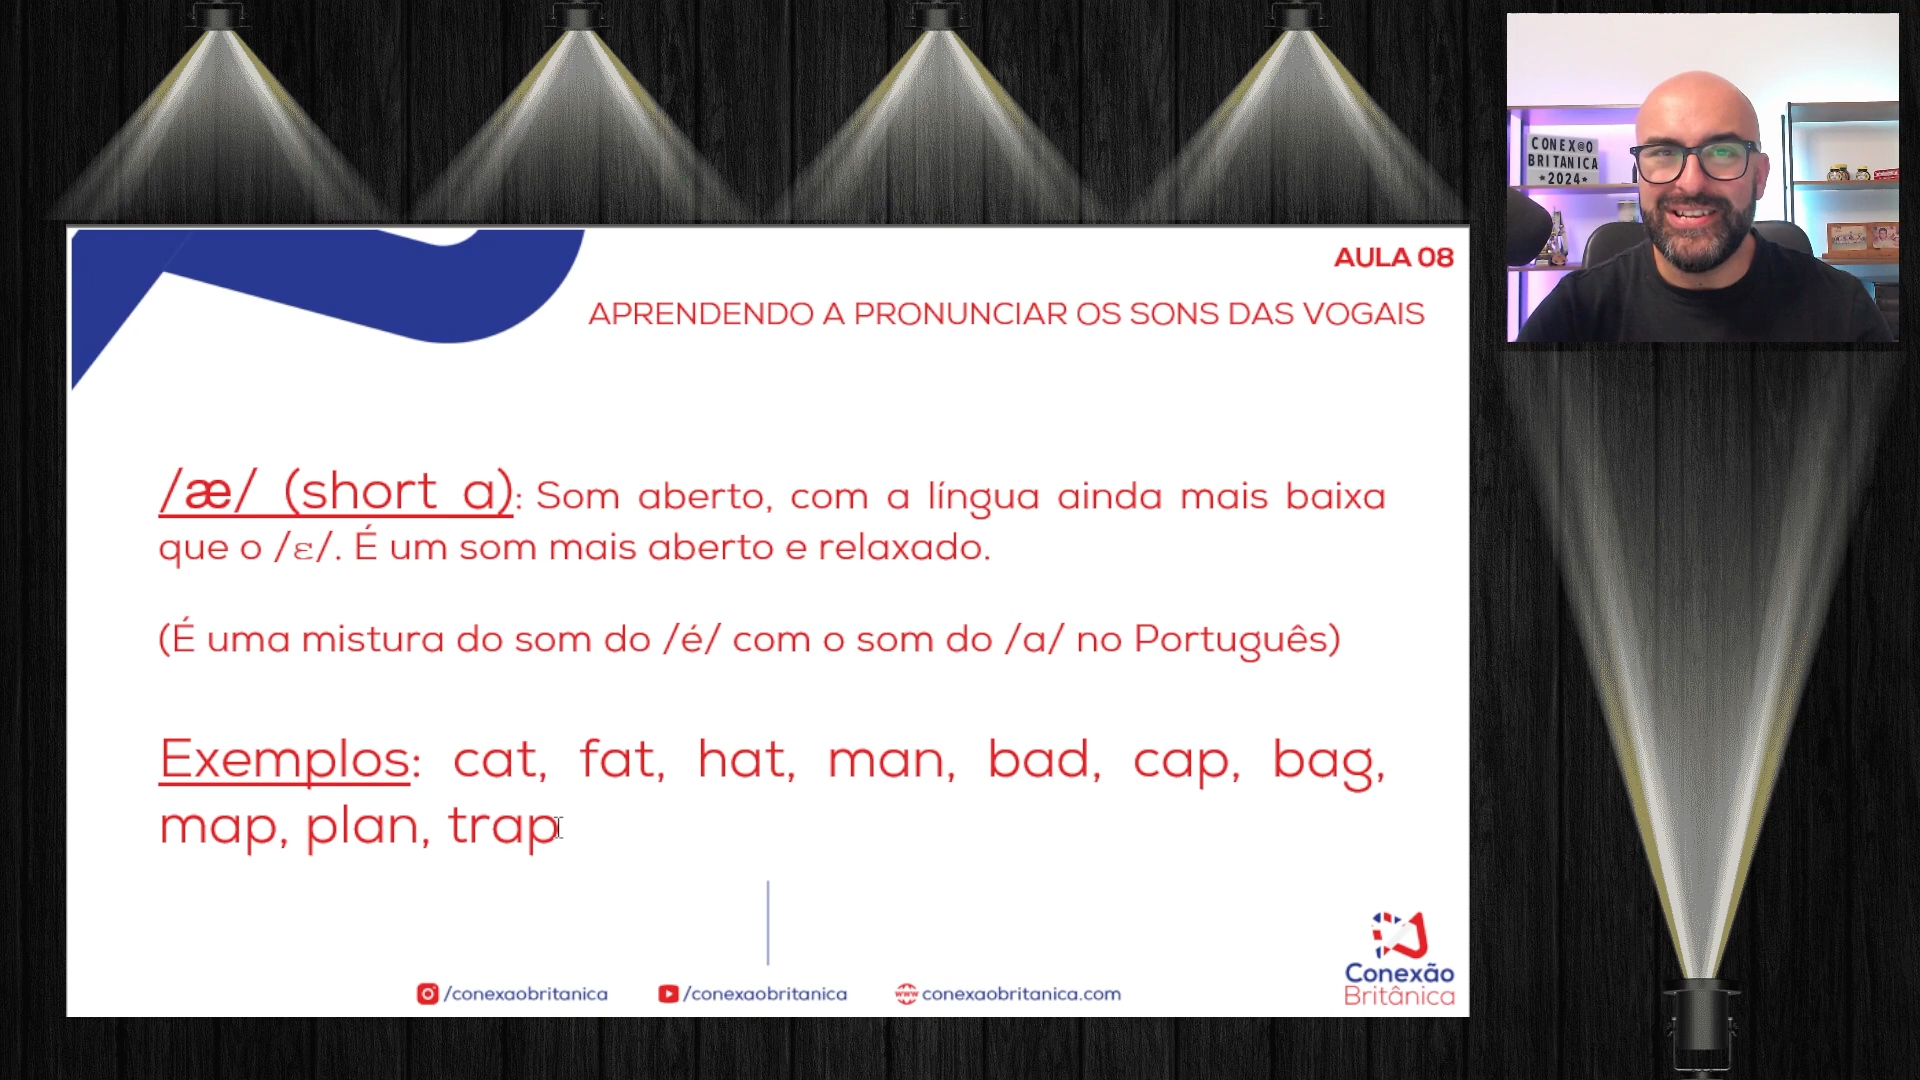 CONEX@O
BRITANICA
*2024*
AULA 08
APRENDENDO A PRONUNCIAR OS SONS DAS VOGAIS
/æ/ (short a): Som aberto, com a língua ainda mais baixa
que o /ε/. É um som mais aberto e relaxado.
(É uma mistura do som do /é/ com o som do /a/ no Português)
Exemplos: cat, fat, hat, man, bad, cap, bag,
map, plan, trap
/conexaobritanica
/conexaobritanica
www conexaobritanica.com
Conexão
Britânica